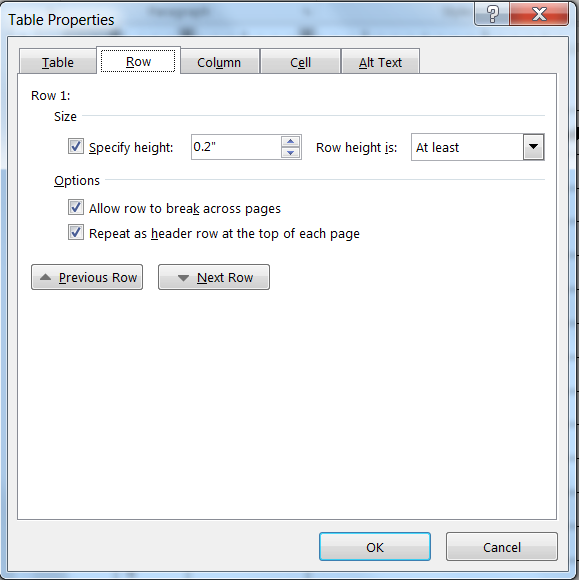 Table Properties
Table Row Column Cell Alt Text
Row 1:
Size
Specify height: 0.2" Row height is: At least
Options
Allow row to break across pages
Repeat as header row at the top of each page
Previous Row Next Row
OK Cancel